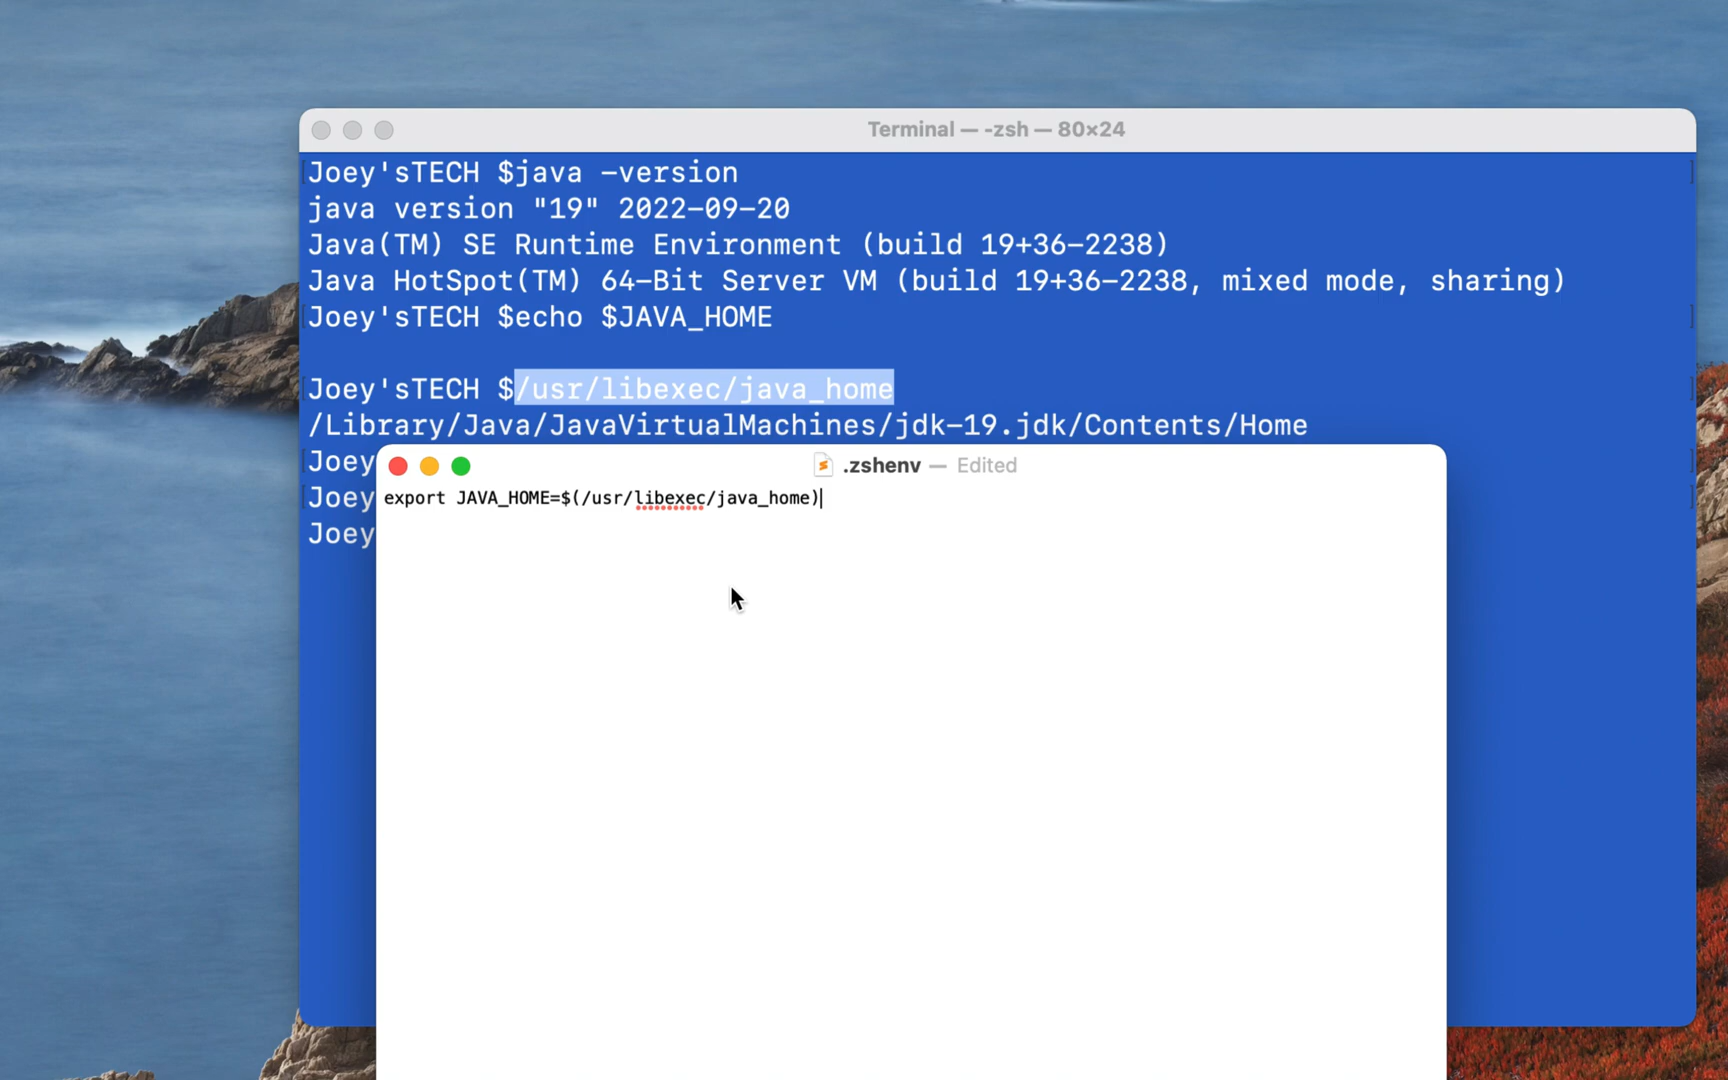 Terminal — -zsh — 80×24
Joey'sTECH $java -version
java version "19" 2022-09-20
Java(TM) SE Runtime Environment (build 19+36-2238)
Java HotSpot(TM) 64-Bit Server VM (build 19+36-2238, mixed mode, sharing)
Joey'sTECH $echo $JAVA_HOME
Joey'sTECH $/usr/libexec/java_home
/Library/Java/JavaVirtualMachines/jdk-19.jdk/Contents/Home
Joey
Joey
Joey
.zshenv — Edited
export JAVA_HOME=$(/usr/libexec/java_home)